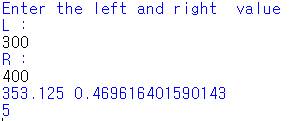 Enter the left and right  value
L :
300
R :
400
353.125 0.469616401590143
5